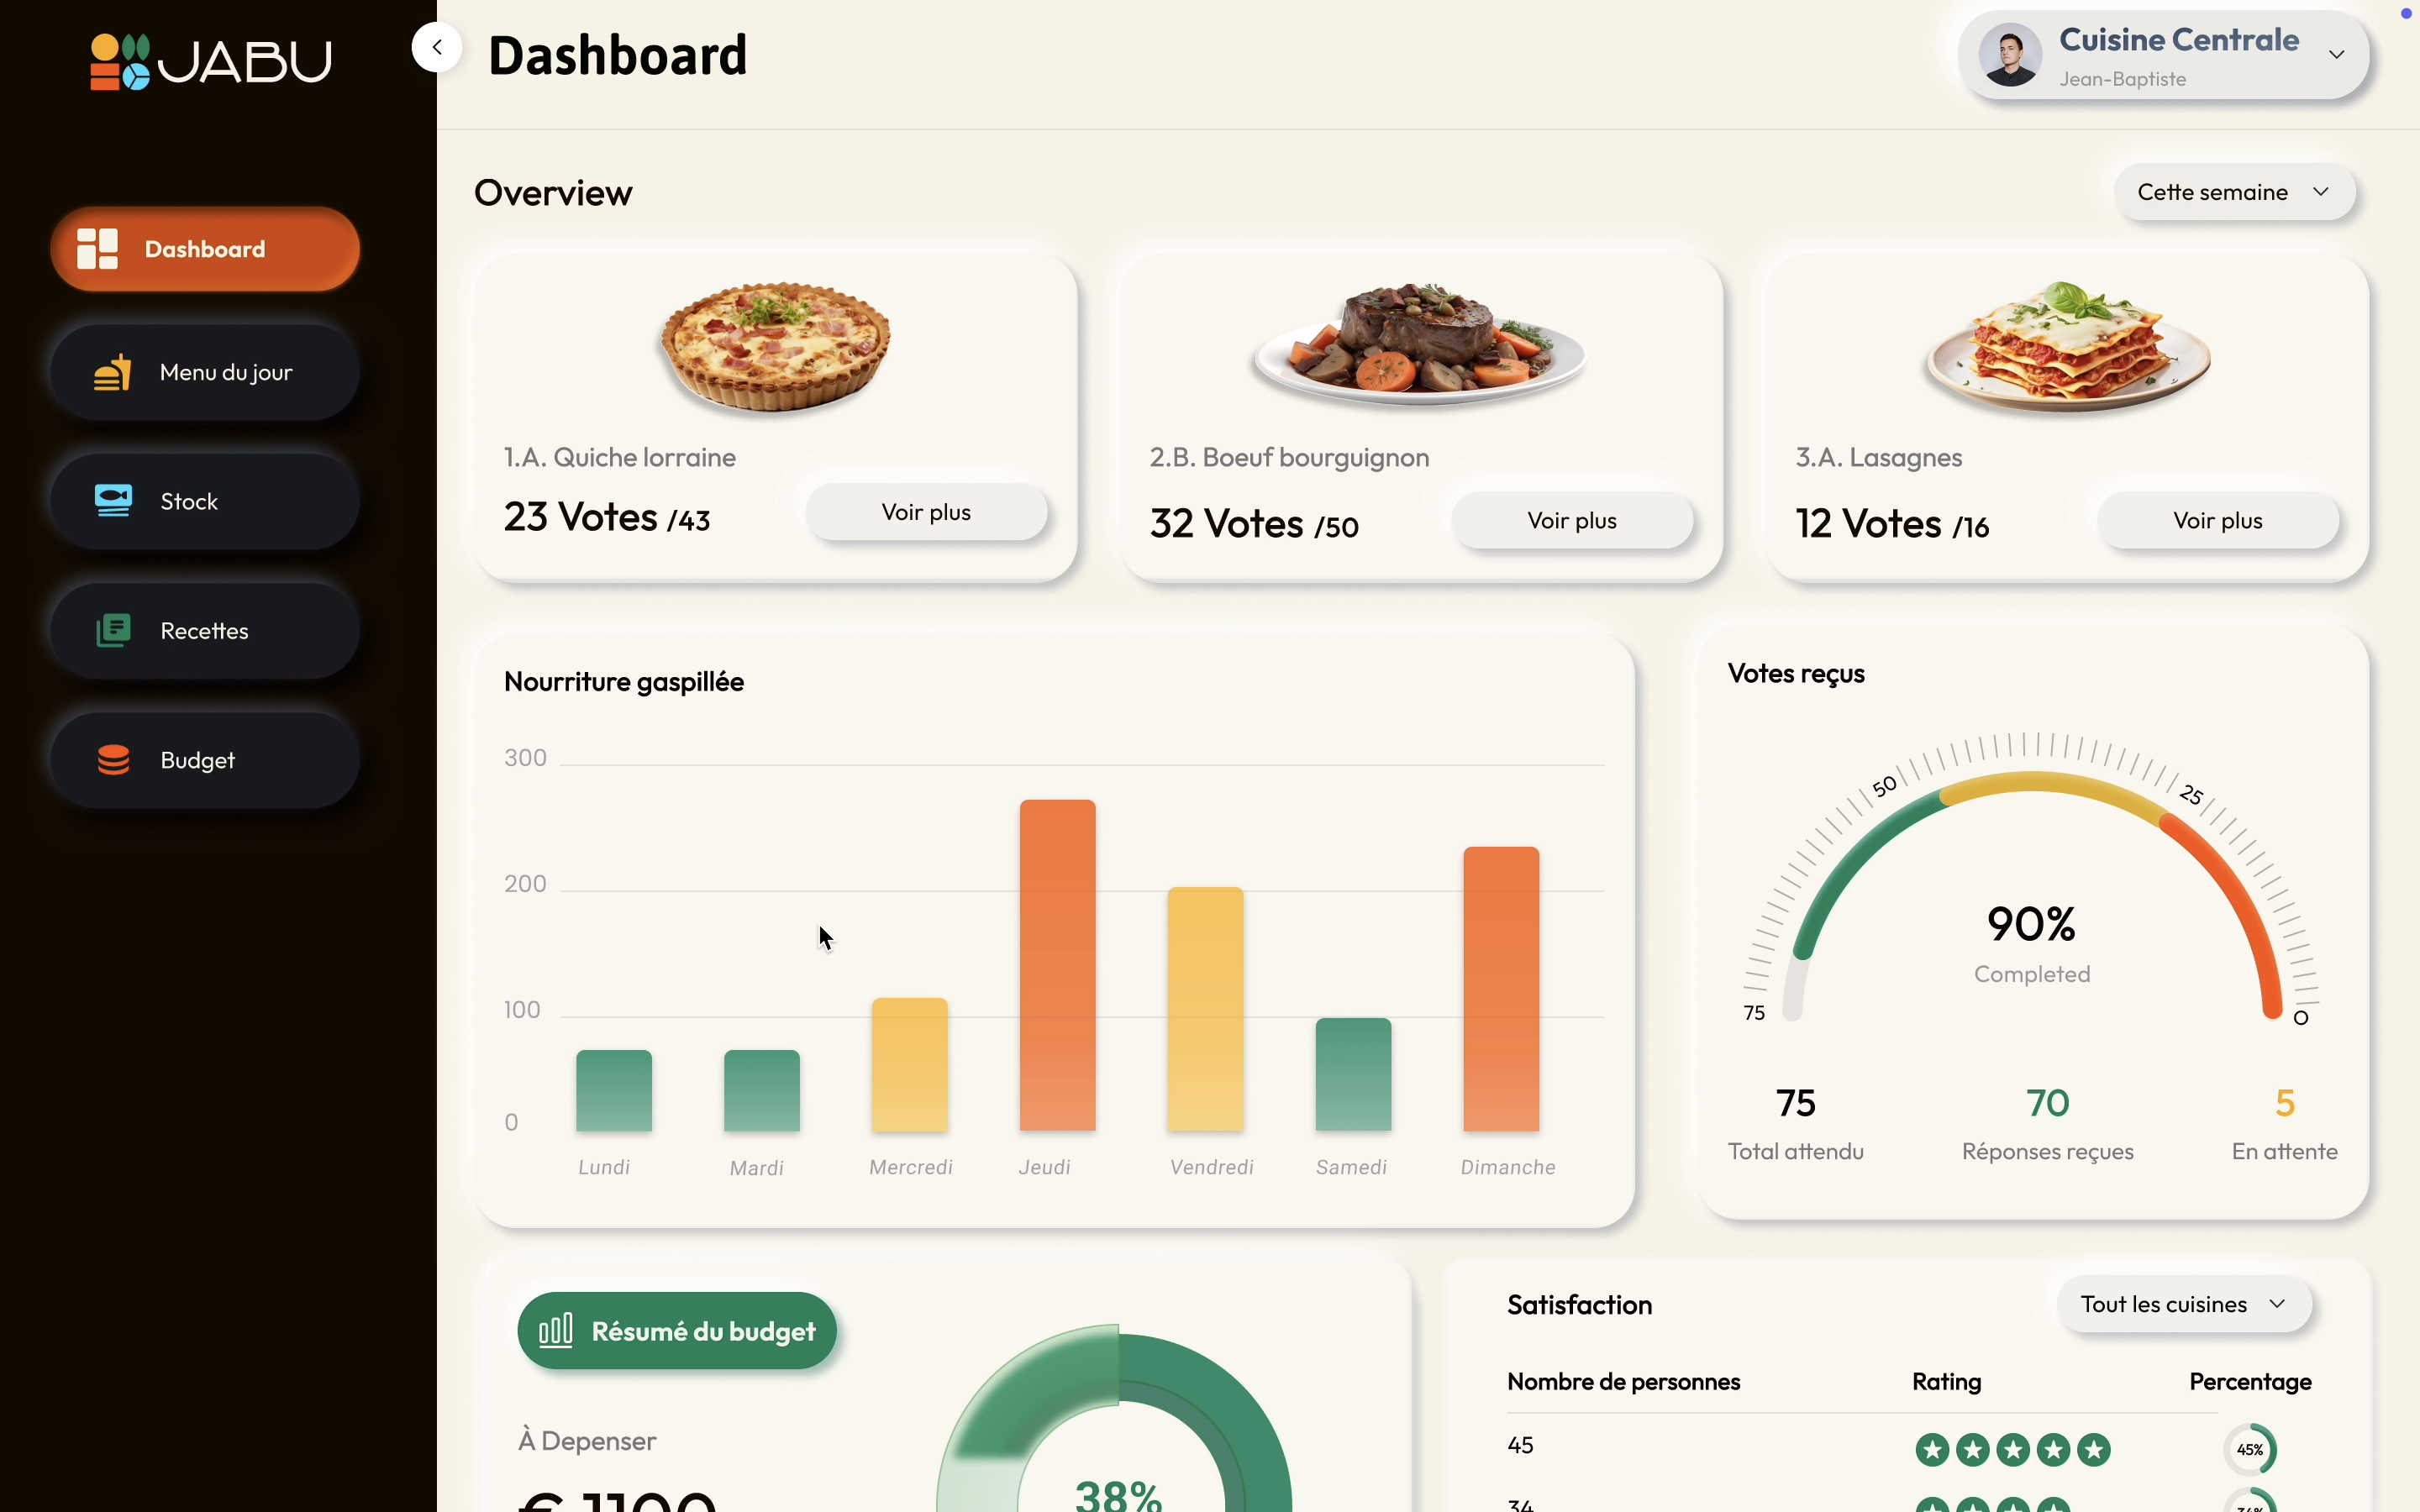 JABU
Dashboard
Menu du jour
Stock
Recettes
Budget
Dashboard
Cuisine Centrale
Jean-Baptiste
Overview
Cette semaine
1.A. Quiche lorraine
23 Votes /43
Voir plus
2.B. Boeuf bourguignon
32 Votes /50
Voir plus
3.A. Lasagnes
12 Votes /16
Voir plus
Nourriture gaspillée
300
200
100
0
Lundi
Mardi
Mercredi
Jeudi
Vendredi
Samedi
Dimanche
Votes reçus
50
25
75
0
90%
Completed
75
Total attendu
70
Réponses reçues
5
En attente
Résumé du budget
À Depenser
€ 1100
38%
Satisfaction
Tout les cuisines
Nombre de personnes
Rating
Percentage
45
45%
34
34%